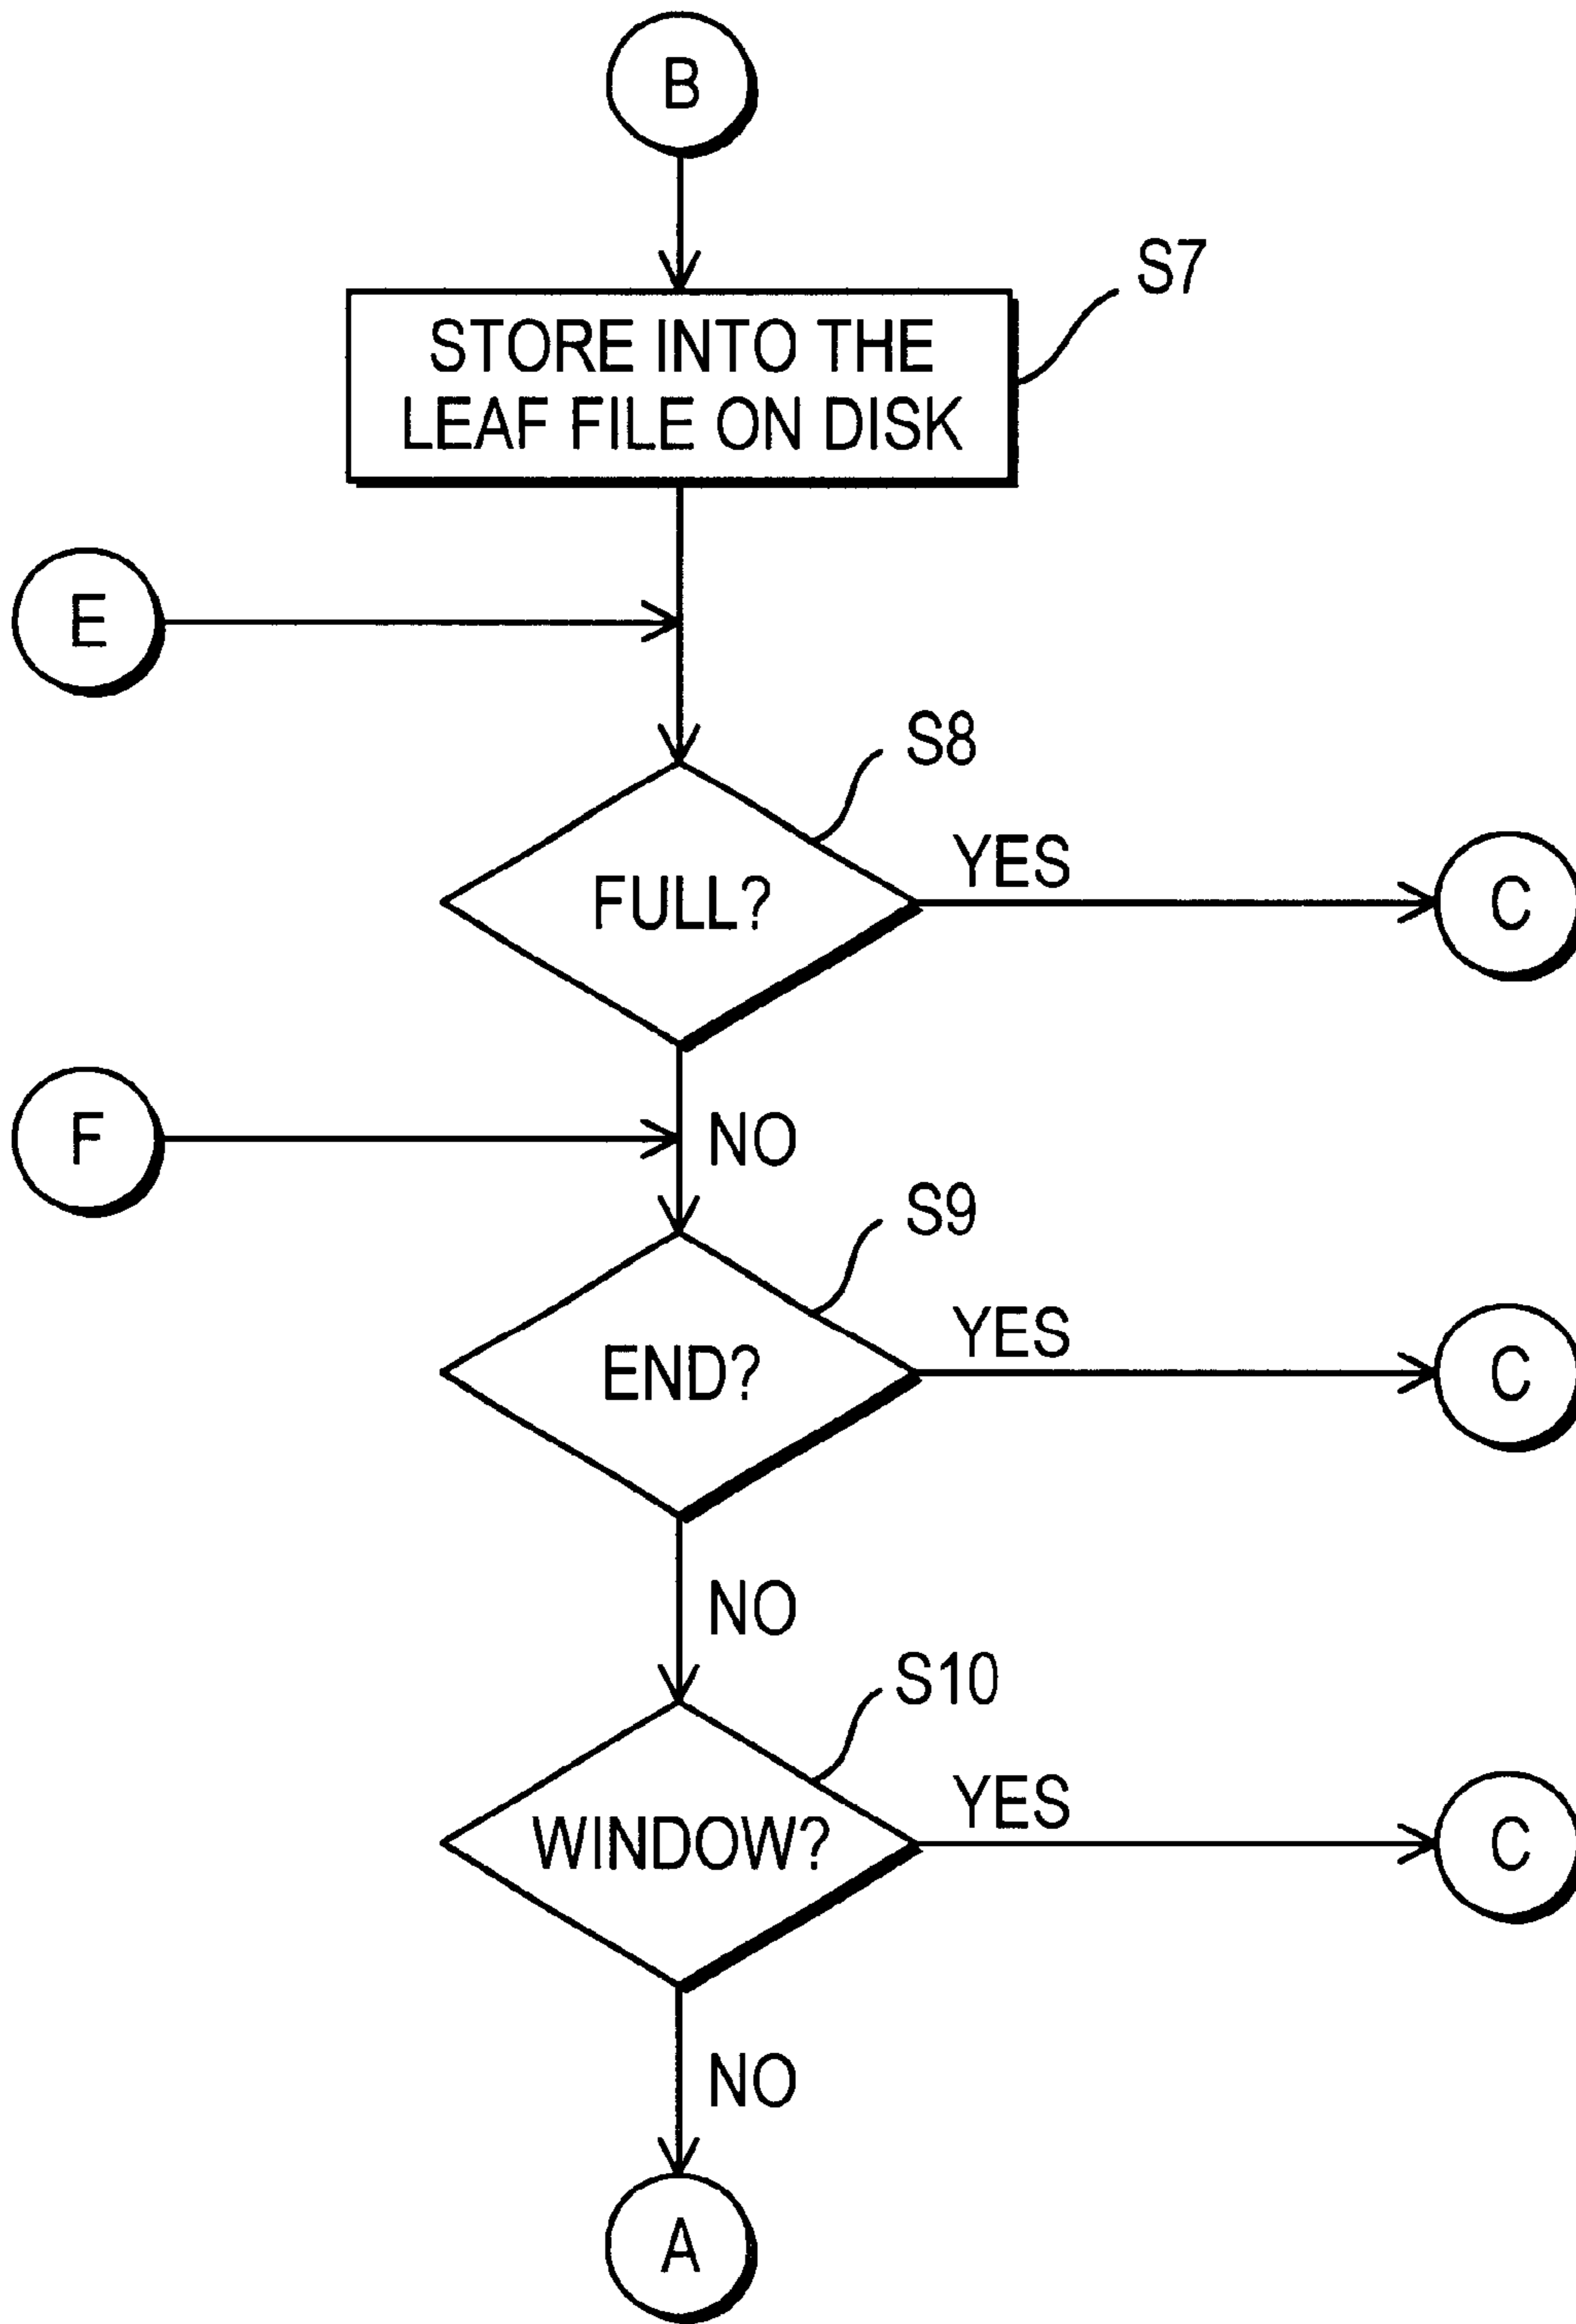 B
S7
STORE INTO THE
LEAF FILE ON DISK
E
S8
FULL?
YES
C
F
NO
S9
END?
YES
C
NO
S10
WINDOW?
YES
C
NO
A